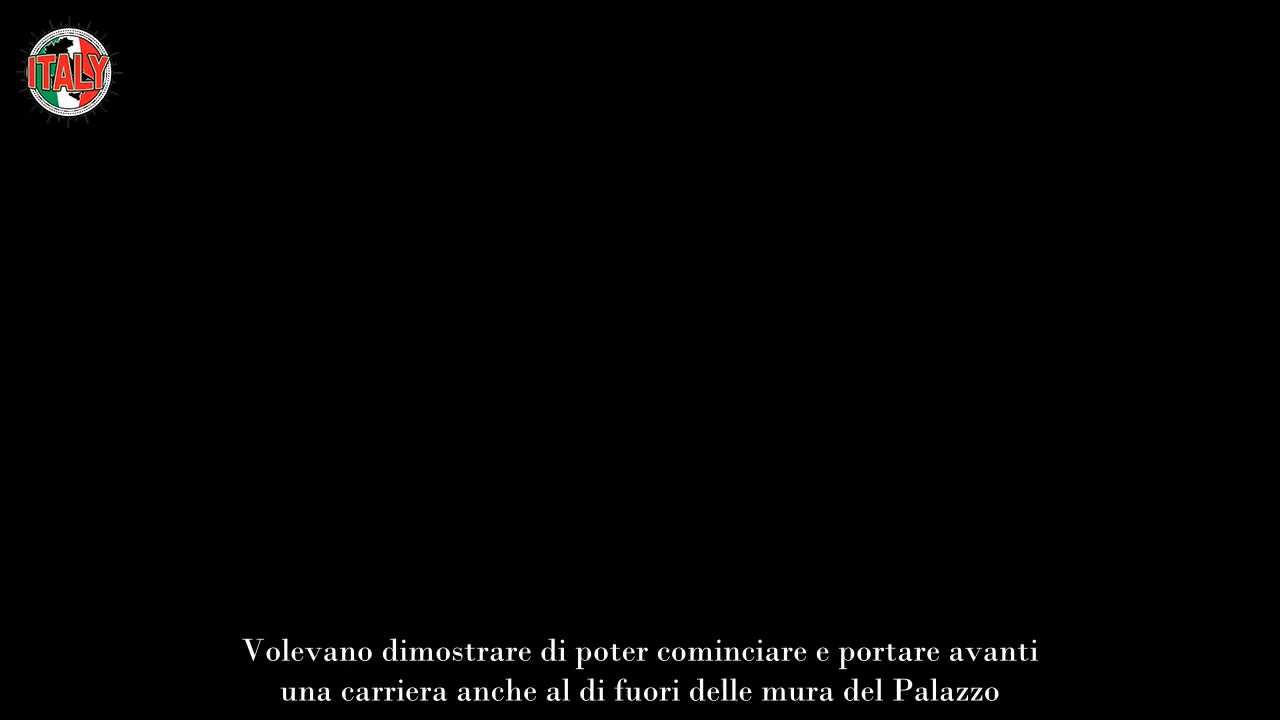 ITALY
Volevano dimostrare di poter cominciare e portare avanti
una carriera anche al di fuori delle mura del Palazzo